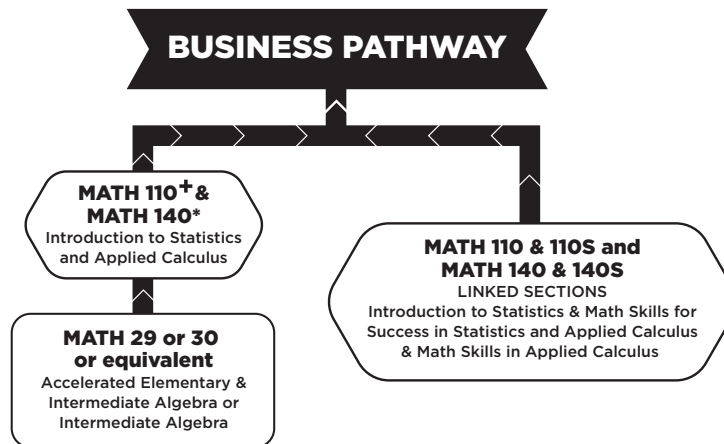 BUSINESS PATHWAY
MATH 110+ &
MATH 140*
Introduction to Statistics
and Applied Calculus
MATH 29 or 30
or equivalent
Accelerated Elementary &
Intermediate Algebra or
Intermediate Algebra
MATH 110 & 110S and
MATH 140 & 140S
LINKED SECTIONS
Introduction to Statistics & Math Skills for
Success in Statistics and Applied Calculus
& Math Skills in Applied Calculus